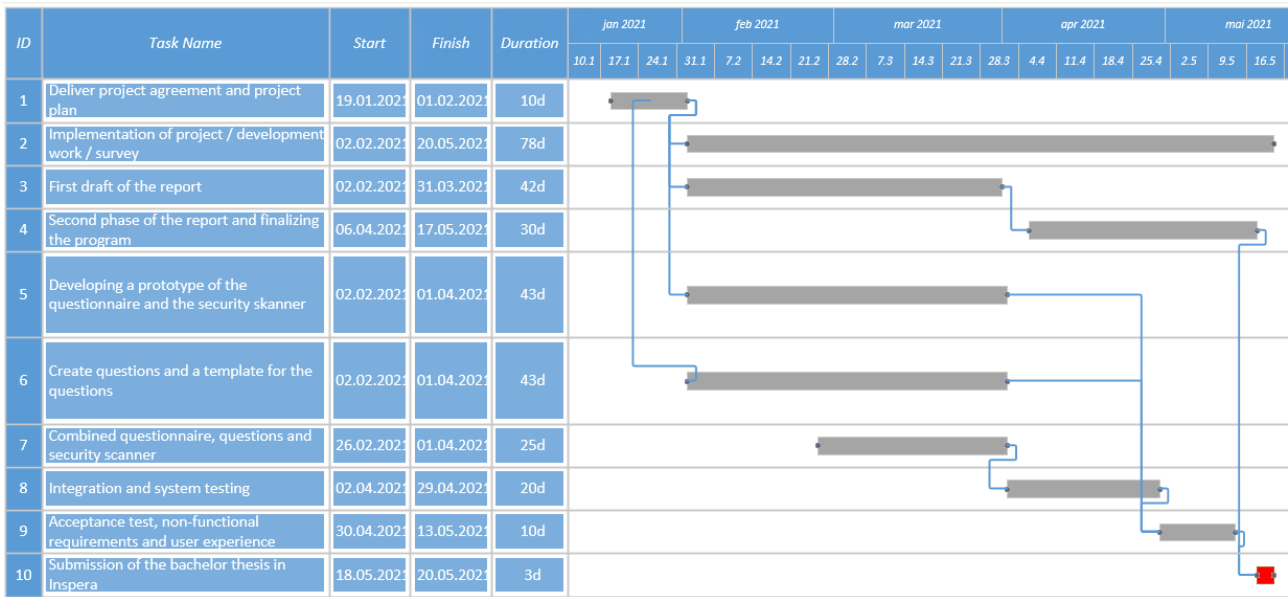 ID Task Name Start Finish Duration jan 2021 feb 2021 mar 2021 apr 2021 mai 2021
10.1 17.1 24.1 31.1 7.2 14.2 21.2 28.2 7.3 14.3 21.3 28.3 4.4 11.4 18.4 25.4 2.5 9.5 16.5
1 Deliver project agreement and project
plan 19.01.2021 01.02.2021 10d
2 Implementation of project / development
work / survey 02.02.2021 20.05.2021 78d
3 First draft of the report 02.02.2021 31.03.2021 42d
4 Second phase of the report and finalizing
the program 06.04.2021 17.05.2021 30d
5 Developing a prototype of the
questionnaire and the security skanner 02.02.2021 01.04.2021 43d
6 Create questions and a template for the
questions 02.02.2021 01.04.2021 43d
7 Combined questionnaire, questions and
security scanner 26.02.2021 01.04.2021 25d
8 Integration and system testing 02.04.2021 29.04.2021 20d
9 Acceptance test, non-functional
requirements and user experience 30.04.2021 13.05.2021 10d
10 Submission of the bachelor thesis in
Inspera 18.05.2021 20.05.2021 3d